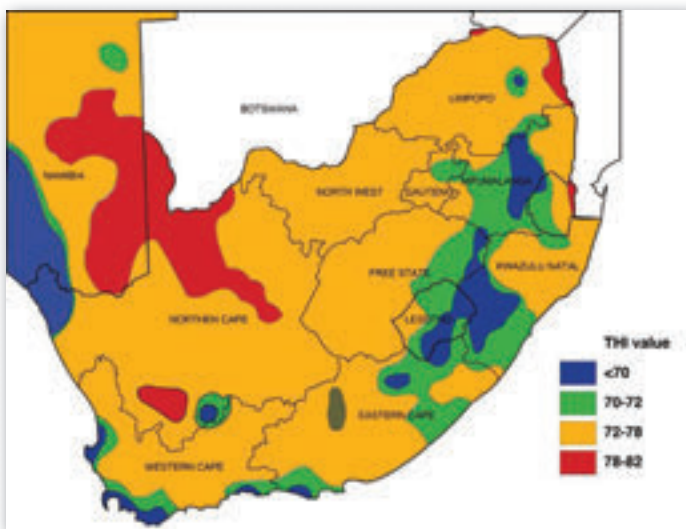 BOTSWANA
LIMPOPO
NAMIBIA
NORTH WEST
GAUTENG
MPUMALANGA
FREE STATE
KWAZULU NATAL
LESOTHO
NORTHEN CAPE
EASTERN CAPE
WESTERN CAPE
THI value
<70
70-72
72-78
78-82